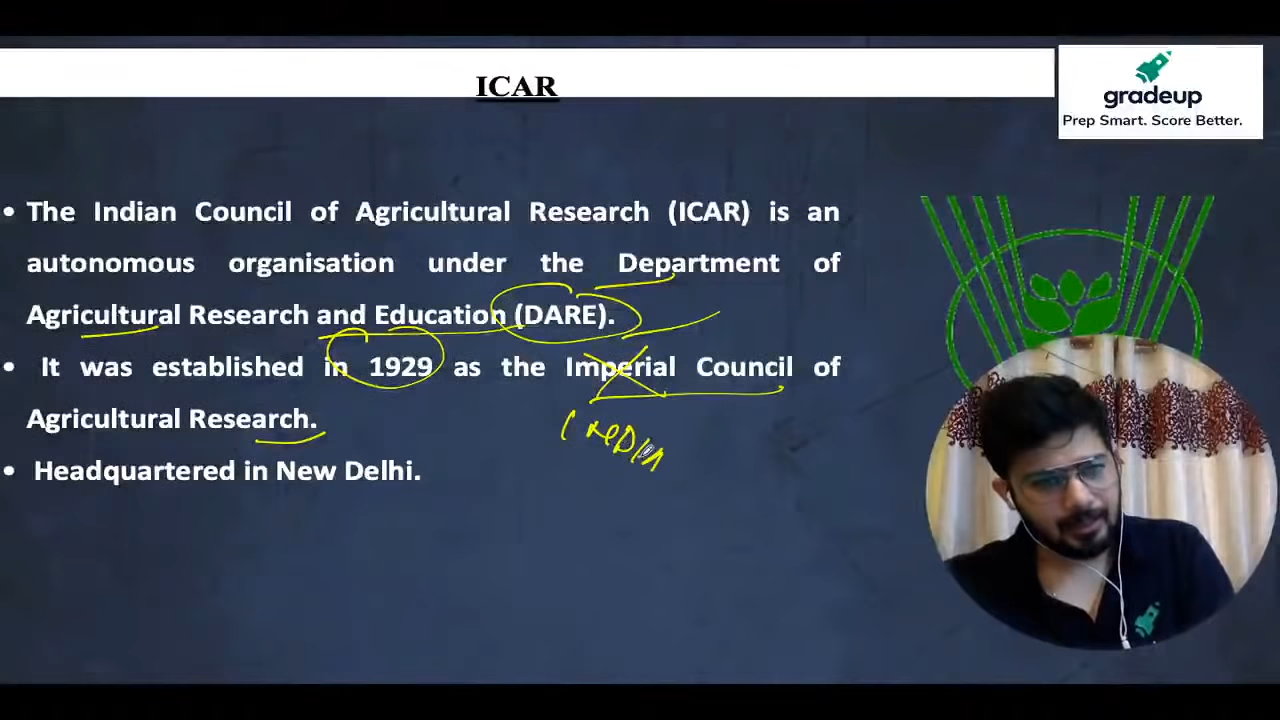 ICAR
gradeup
Prep Smart. Score Better.
• The Indian Council of Agricultural Research (ICAR) is an
autonomous organisation under the Department of
Agricultural Research and Education (DARE).
• It was established in 1929 as the Imperial Council of
Agricultural Research.
• Headquartered in New Delhi.